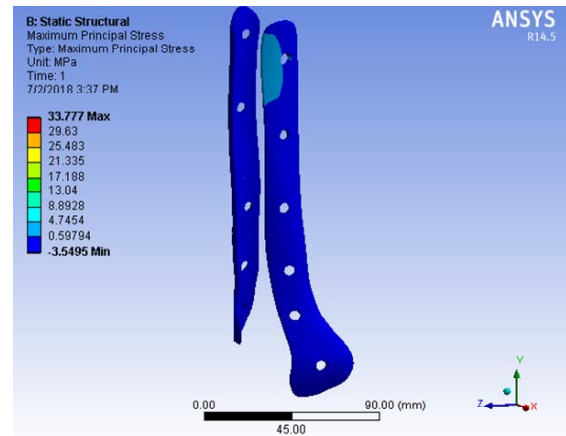 B: Static Structural
Maximum Principal Stress
Type: Maximum Principal Stress
Unit: MPa
Time: 1
7/2/2018 3:37 PM
ANSYS
R14.5
33.777 Max
29.63
25.483
21.335
17.188
13.04
8.8928
4.7454
0.59794
-3.5495 Min
0.00
90.00 (mm)
45.00
Y
Z
X